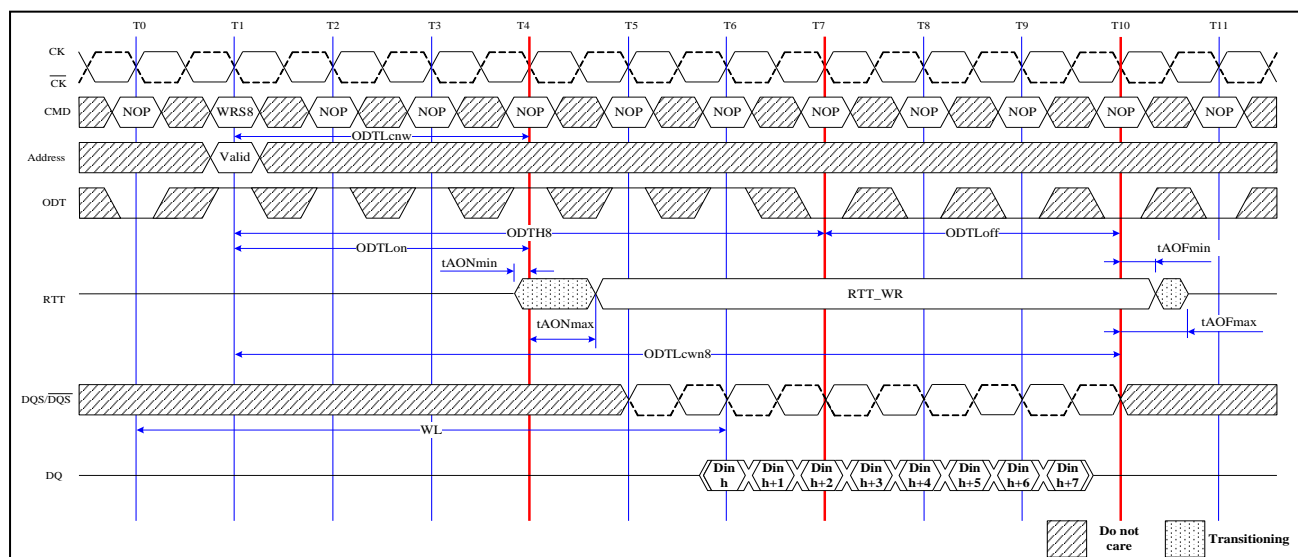 T0 T1 T2 T3 T4 T5 T6 T7 T8 T9 T10 T11
CK
CK
CMD NOP WRS8 NOP NOP NOP NOP NOP NOP NOP NOP NOP NOP
ODTLcnw
Address Valid
ODT
ODTH8 ODTLoff
ODTLon
tAONmin tAOFmin
RTT RTT_WR
tAONmax tAOFmax
ODTLcwn8
DQS/DQS
WL
DQ
Din h
Din h+1
Din h+2
Din h+3
Din h+4
Din h+5
Din h+6
Din h+7
Do not care
Transitioning